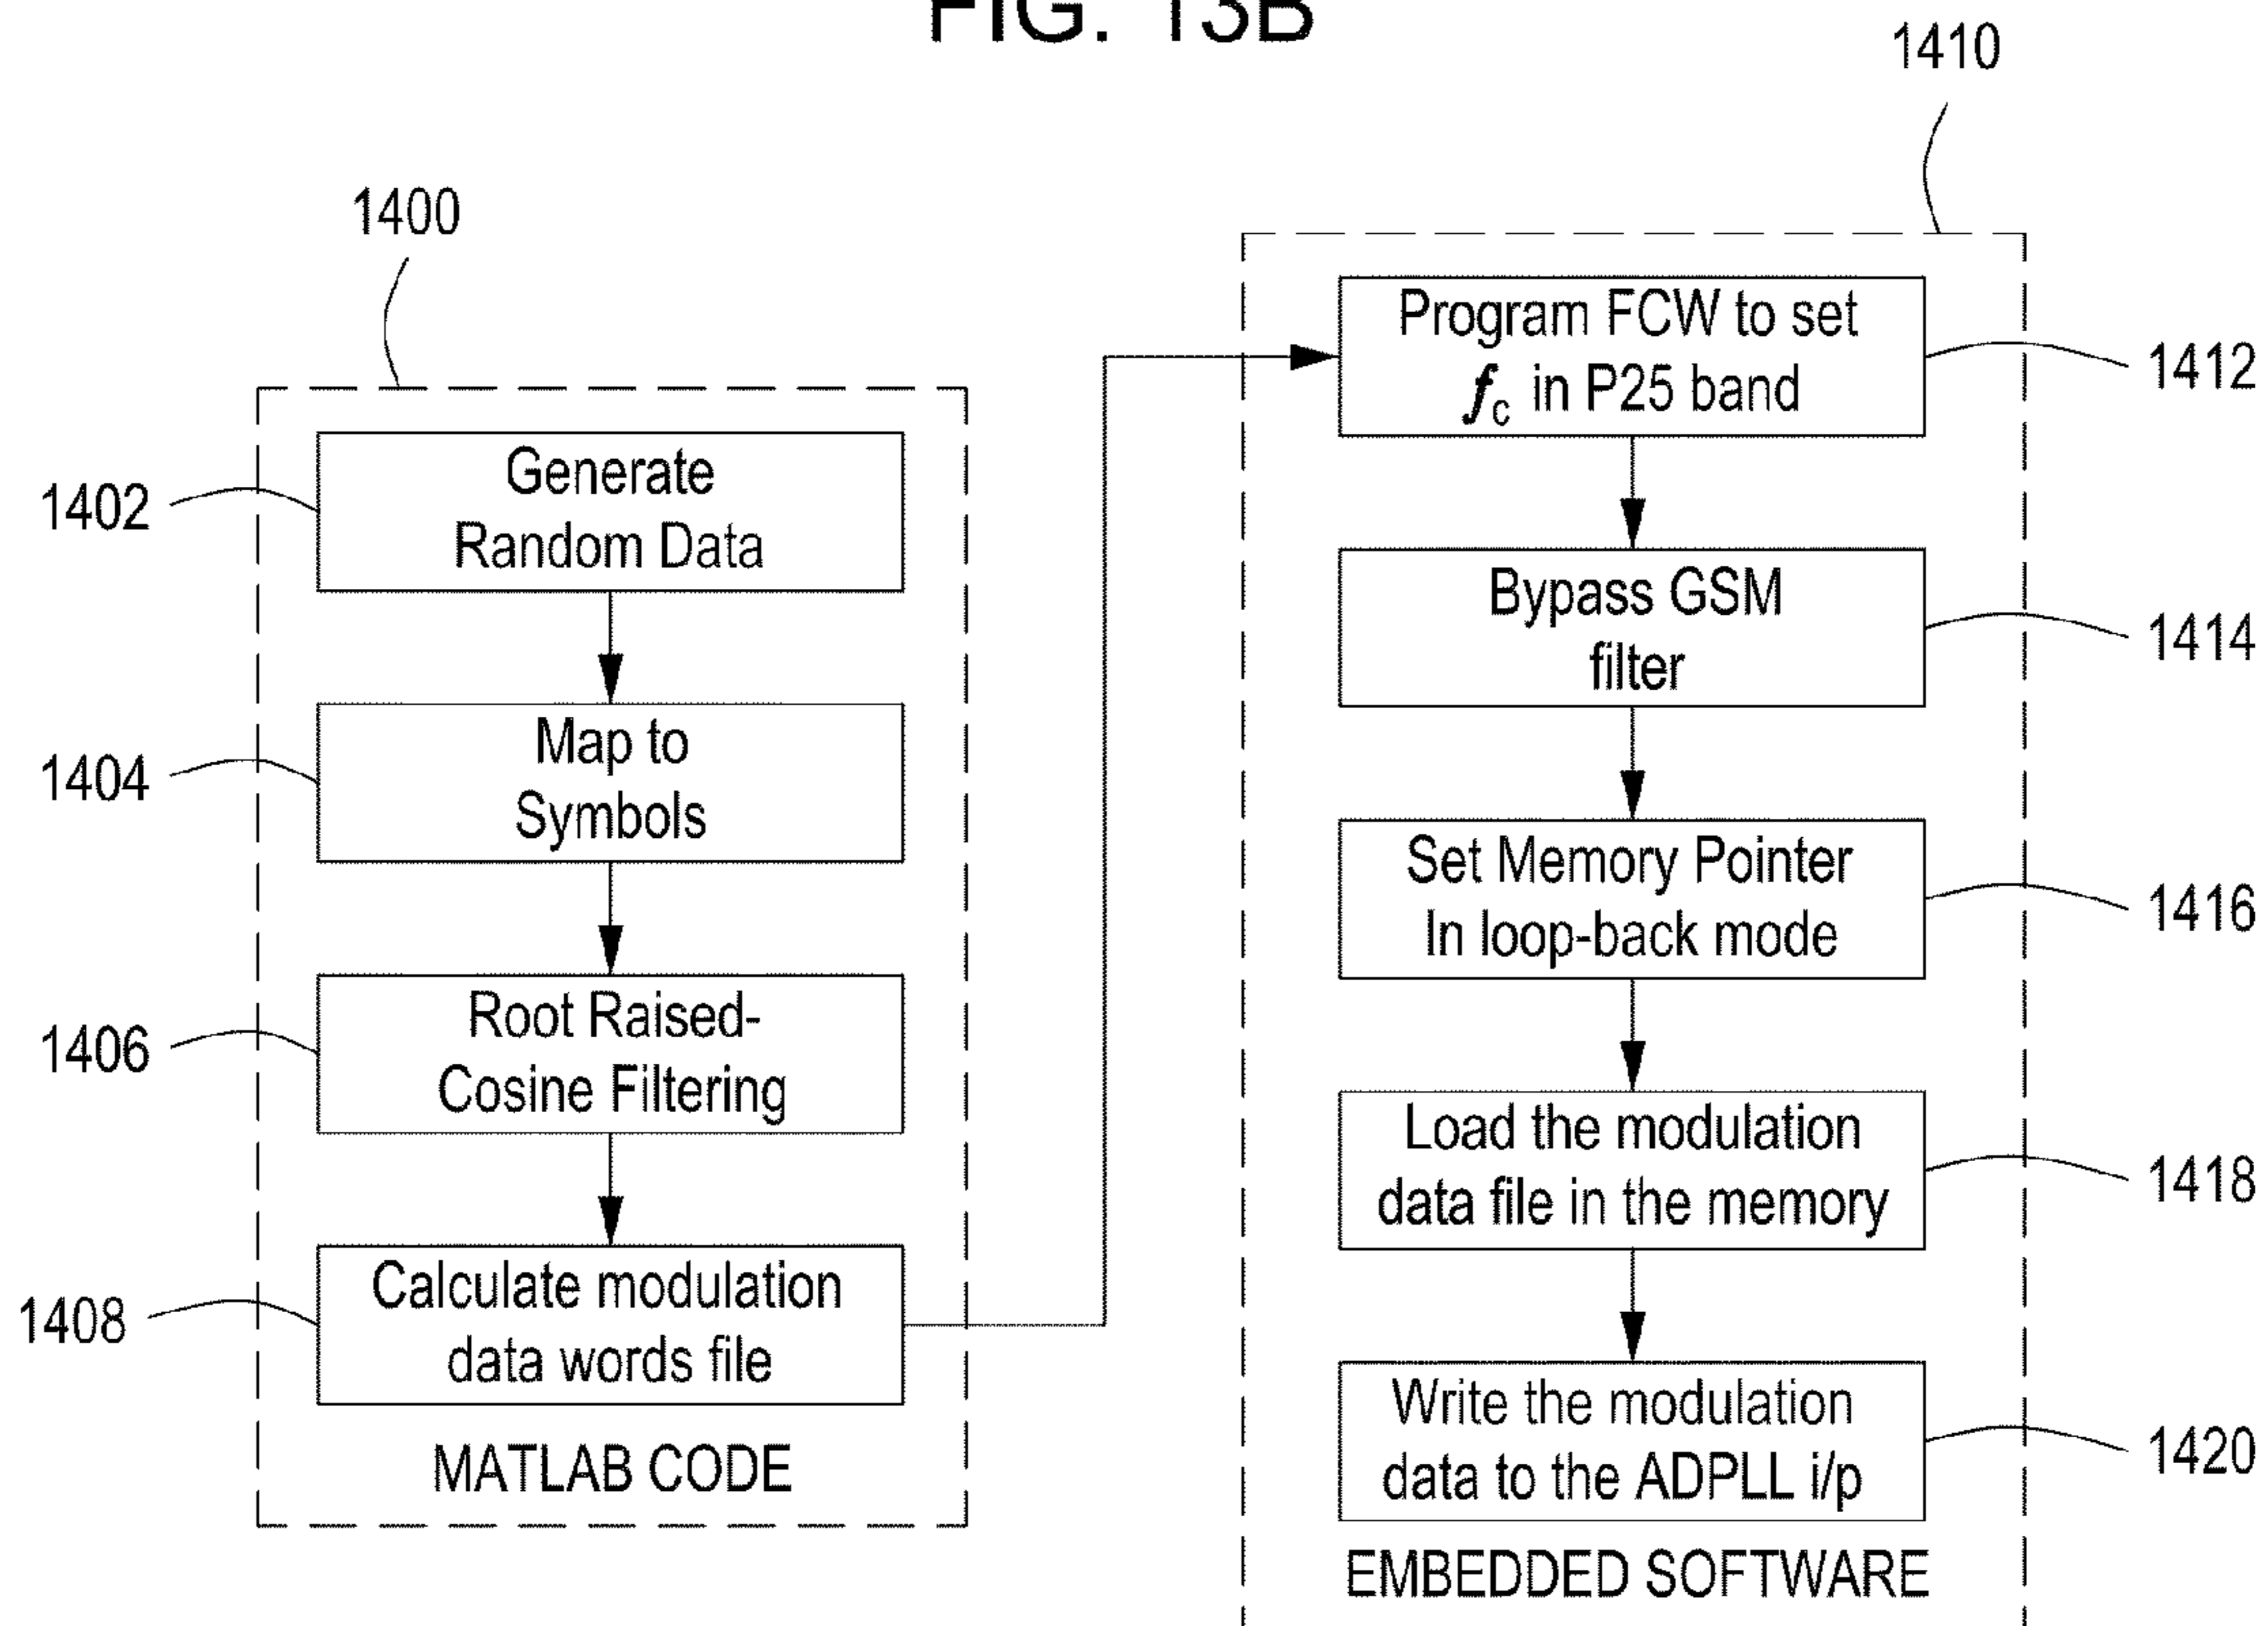 FIG. 13B
1400
1402
Generate
Random Data
1404
Map to
Symbols
1406
Root Raised-
Cosine Filtering
1408
Calculate modulation
data words file
MATLAB CODE
1410
Program FCW to set
fc in P25 band
1412
Bypass GSM
filter
1414
Set Memory Pointer
In loop-back mode
1416
Load the modulation
data file in the memory
1418
Write the modulation
data to the ADPLL i/p
1420
EMBEDDED SOFTWARE